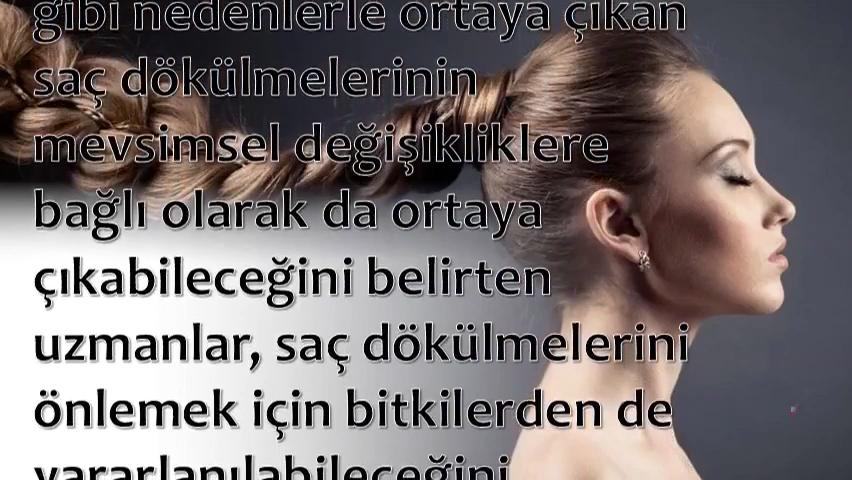 gibi nedenlerle ortaya çıkan
saç dökülmelerinin
mevsimsel değişikliklere
bağlı olarak da ortaya
çıkabileceğini belirten
uzmanlar, saç dökülmelerini
önlemek için bitkilerden de
yararlanılabileceğini